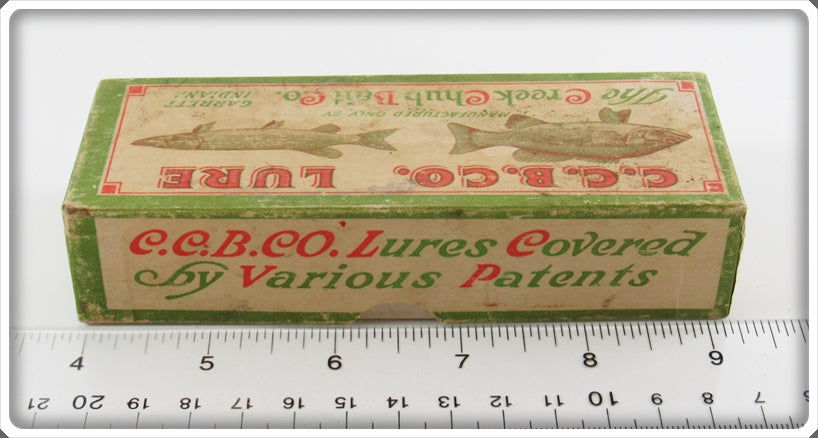 C.C.B.CO. LURE
MANUFACTURED ONLY BY
The Creek Chub Bait Co.
GARRETT
INDIANA
C.C.B.CO. Lures Covered
by Various Patents
4 5 6 7 8 9
21 20 19 18 17 16 15 14 13 12 11 10 9 8 7 6